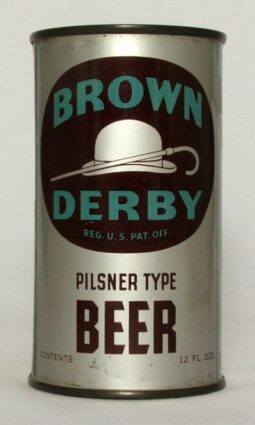 BROWN
DERBY
REG. U.S. PAT. OFF.
PILSNER TYPE
BEER
CONTENTS 12 FL. OZS.